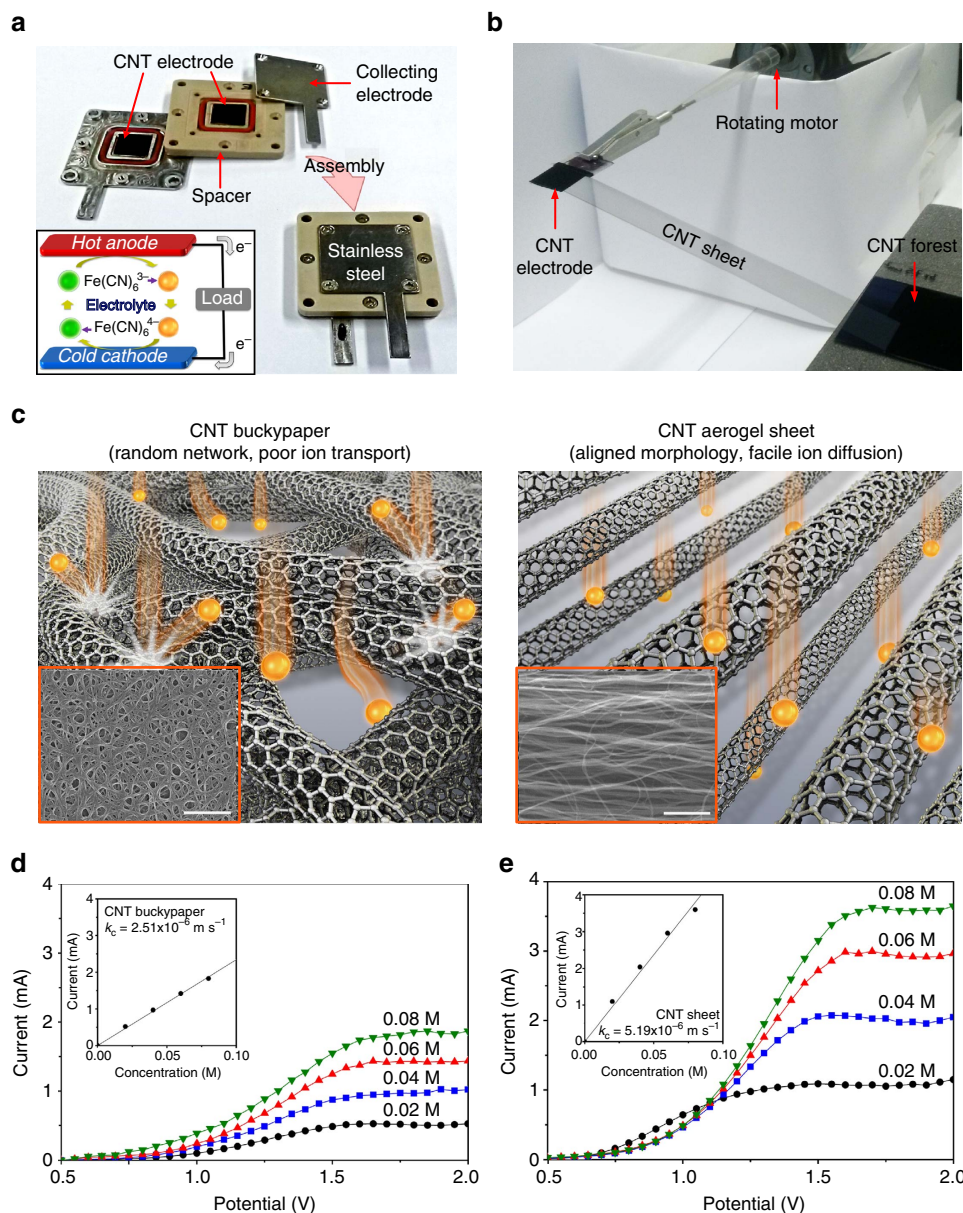 a
CNT electrode
Collecting
electrode
Spacer
Assembly
Stainless
steel
Hot anode
e⁻
Fe(CN)₆³⁻
Electrolyte
Load
Fe(CN)₆⁴⁻
Cold cathode
e⁻
b
Rotating motor
CNT
electrode
CNT sheet
CNT forest
c
CNT buckypaper
(random network, poor ion transport)
CNT aerogel sheet
(aligned morphology, facile ion diffusion)
d
Current (mA)
4
3
2
1
0
0.5
1.0
1.5
2.0
Potential (V)
0.08 M
0.06 M
0.04 M
0.02 M
CNT buckypaper
k_c = 2.51x10⁻⁶ m s⁻¹
Current (mA)
4
3
2
1
0
0.00
0.05
0.10
Concentration (M)
e
Current (mA)
4
3
2
1
0
0.5
1.0
1.5
2.0
Potential (V)
0.08 M
0.06 M
0.04 M
0.02 M
CNT sheet
k_c = 5.19x10⁻⁶ m s⁻¹
Current (mA)
4
3
2
1
0
0.00
0.05
0.10
Concentration (M)